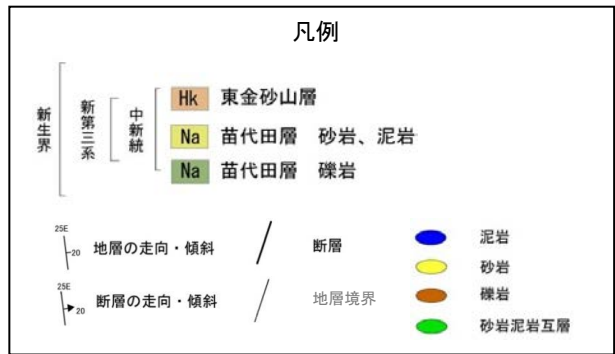 凡例
新生界
新第三系
中新統
Hk 東金砂山層
Na 苗代田層 砂岩、泥岩
Na 苗代田層 礫岩
25E
20
地層の走向・傾斜
断層
25E
20
断層の走向・傾斜
地層境界
泥岩
砂岩
礫岩
砂岩泥岩互層